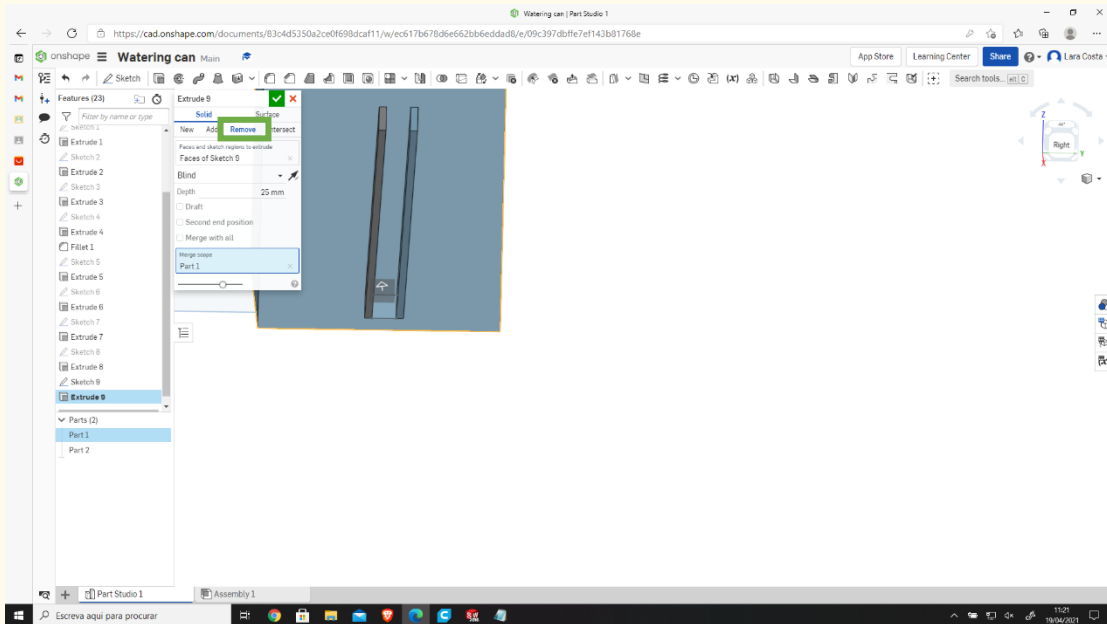 Watering can | Part Studio 1
https://cad.onshape.com/documents/83c4d5350a2ce0f698dcaf11/w/ec617b678d6e662bb6eddad8/e/09c397dbffe7ef143b81768e
onshape Watering can Main
App Store Learning Center Share Lara Costa
Sketch
Search tools... alt C
Features (23)
Filter by name or type
Sketch 1
Extrude 1
Sketch 2
Extrude 2
Sketch 3
Extrude 3
Sketch 4
Extrude 4
Fillet 1
Sketch 5
Extrude 5
Sketch 6
Extrude 6
Sketch 7
Extrude 7
Sketch 8
Extrude 8
Sketch 9
Extrude 9
Parts (2)
Part 1
Part 2
Extrude 9
Solid Surface
New Add Remove Intersect
Faces and sketch regions to extrude
Faces of Sketch 9
Blind
Depth 25 mm
Draft
Second end position
Merge with all
Merge scope
Part 1
Z
Right
Y
X
Part Studio 1 Assembly 1
Escreva aqui para procurar
11:21
19/04/2021